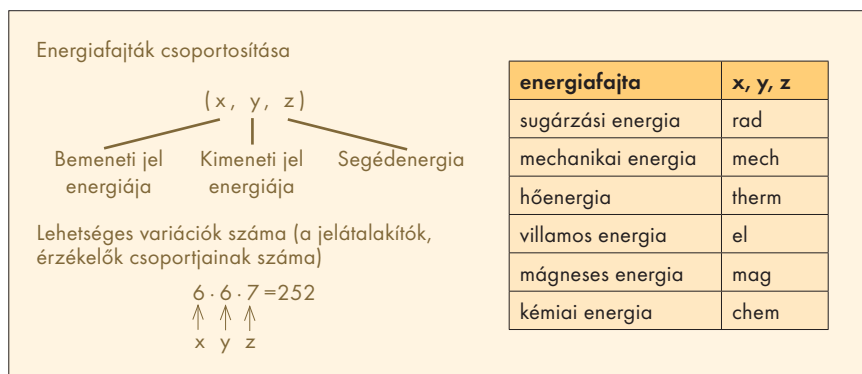 Energiafajták csoportosítása
(x, y, z)
Bemeneti jel energiája
Kimeneti jel energiája
Segédenergia
Lehetséges variációk száma (a jelátalakítók,
érzékelők csoportjainak száma)
6 · 6 · 7 =252
x y z
energiafajta x, y, z
sugárzási energia rad
mechanikai energia mech
hőenergia therm
villamos energia el
mágneses energia mag
kémiai energia chem